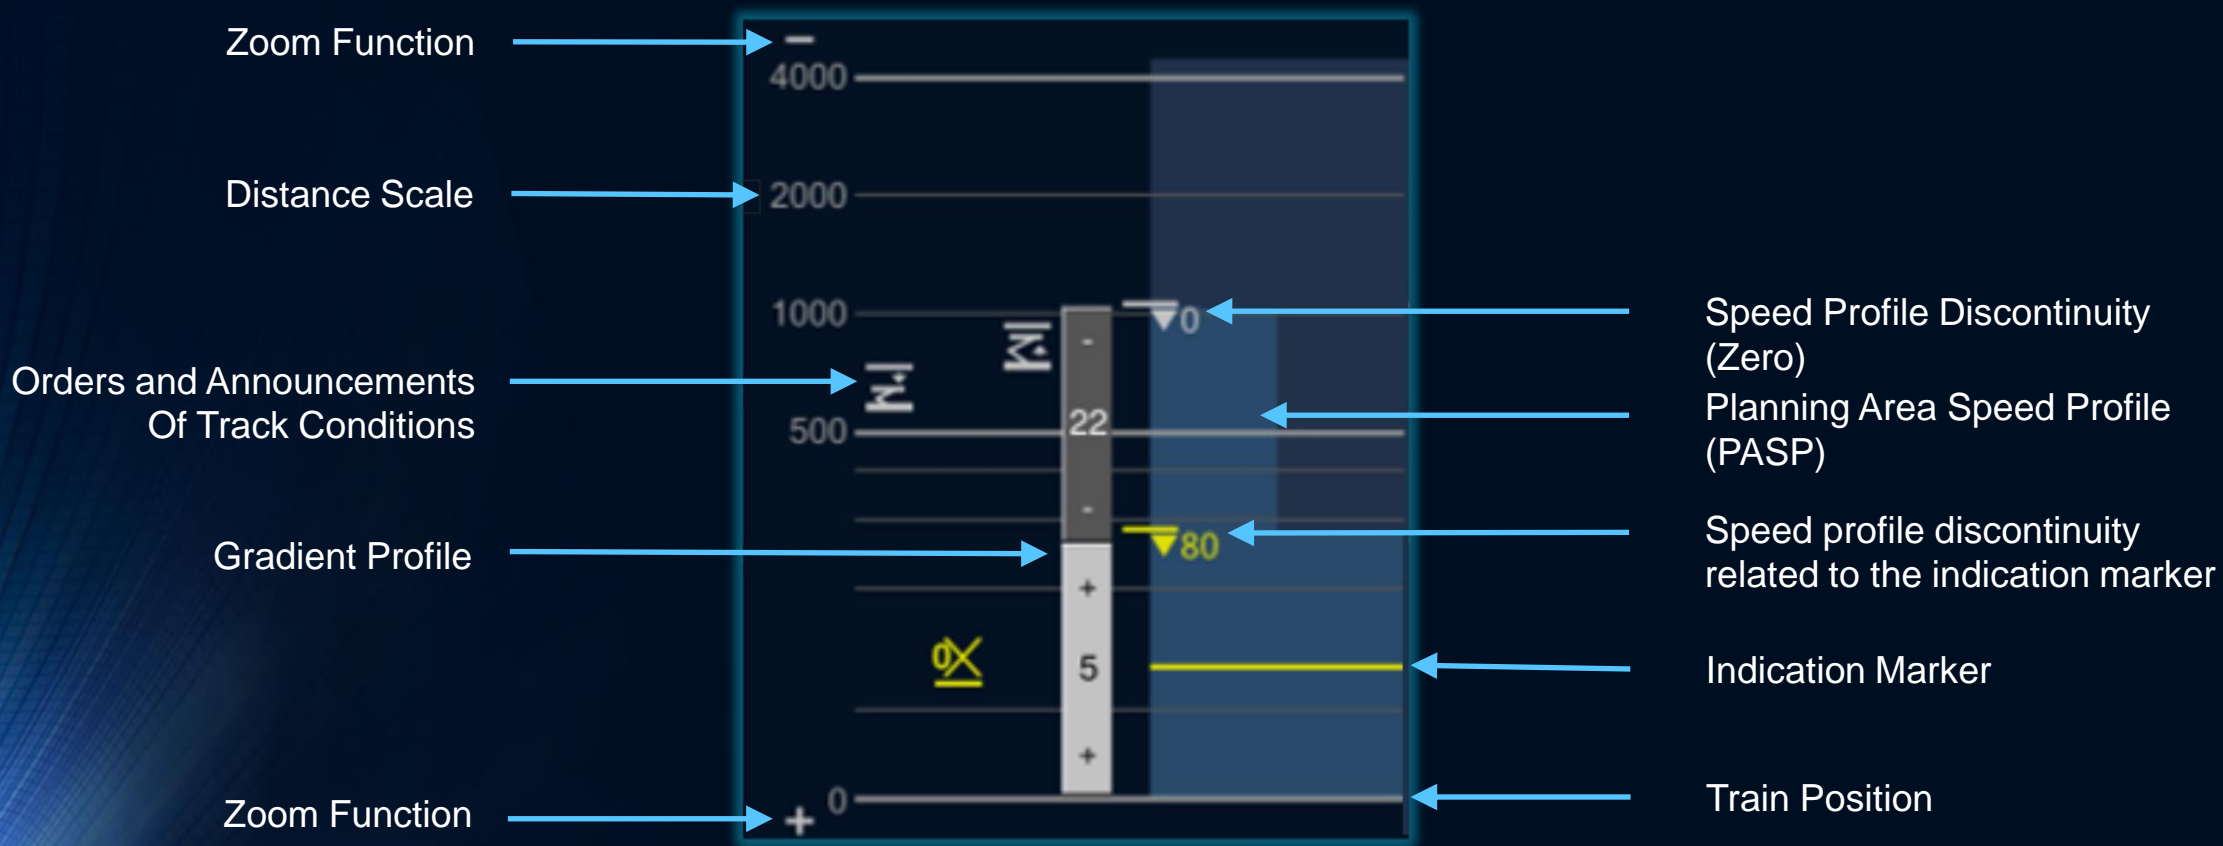 Zoom Function
Distance Scale
Orders and Announcements
Of Track Conditions
Gradient Profile
Zoom Function
−
4000
2000
1000
500
0
+
-
22
-
+
5
+
0
80
0
Speed Profile Discontinuity
(Zero)
Planning Area Speed Profile
(PASP)
Speed profile discontinuity
related to the indication marker
Indication Marker
Train Position